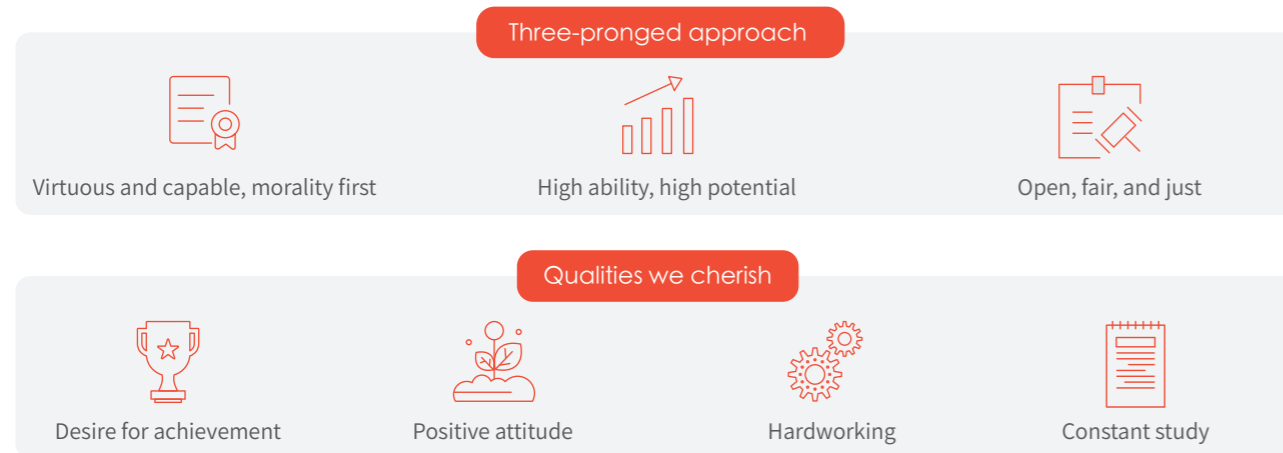 Three-pronged approach
Virtuous and capable, morality first
High ability, high potential
Open, fair, and just
Qualities we cherish
Desire for achievement
Positive attitude
Hardworking
Constant study